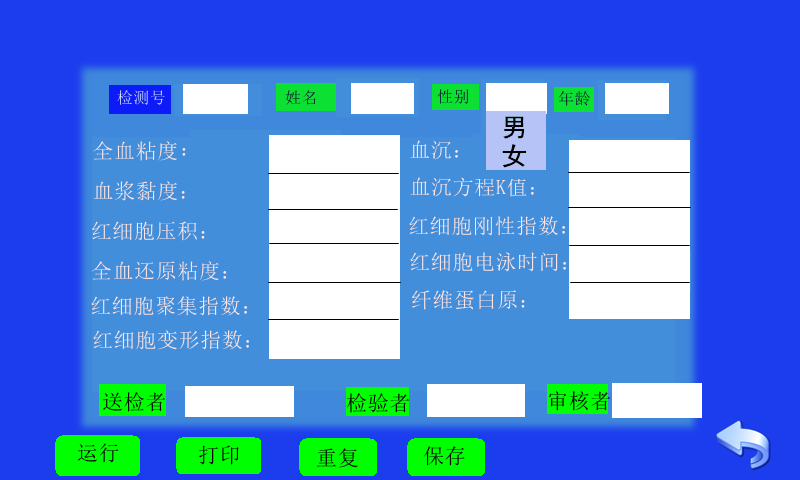 检测号 姓名 性别 年龄
男
女
全血粘度: 血沉:
血浆黏度: 血沉方程K值:
红细胞压积: 红细胞刚性指数:
全血还原粘度: 红细胞电泳时间:
红细胞聚集指数: 纤维蛋白原:
红细胞变形指数:
送检者 检验者 审核者
运行 打印 重复 保存